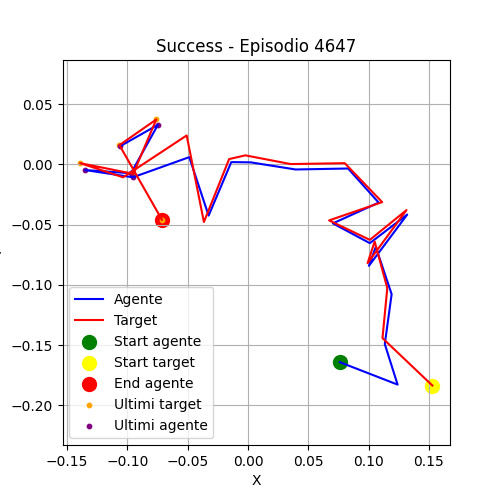 Success - Episodio 4647
0.05
0.00
−0.05
−0.10
−0.15
−0.20
Agente
Target
Start agente
Start target
End agente
Ultimi target
Ultimi agente
−0.15 −0.10 −0.05 0.00 0.05 0.10 0.15
X